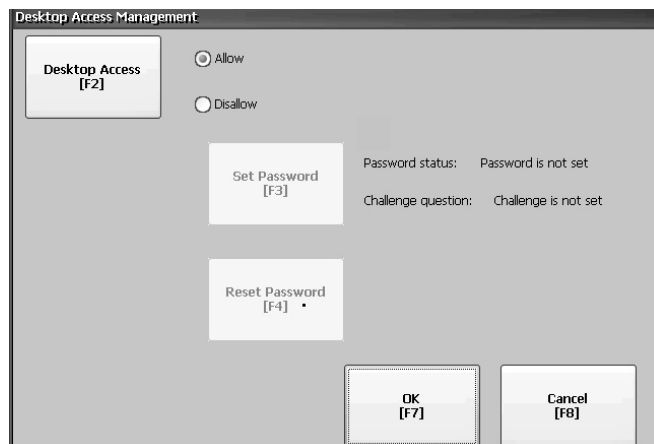 Desktop Access Management
Desktop Access
[F2]
Allow
Disallow
Set Password
[F3]
Password status: Password is not set
Challenge question: Challenge is not set
Reset Password
[F4]
OK
[F7]
Cancel
[F8]